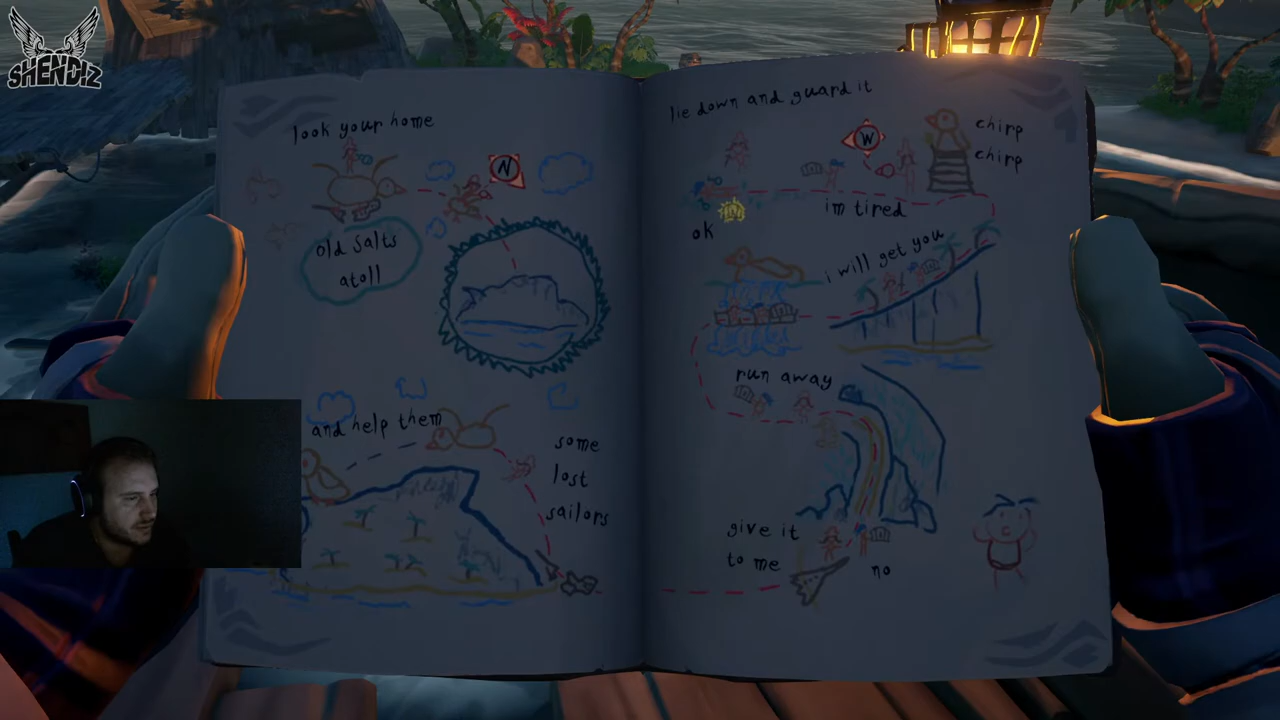 SHENDIZ
look your home
N
old Salts
atoll
and help them
some
lost
sailors
lie down and guard it
W
chirp
chirp
im tired
ok
i will get you
run away
give it
to me
no